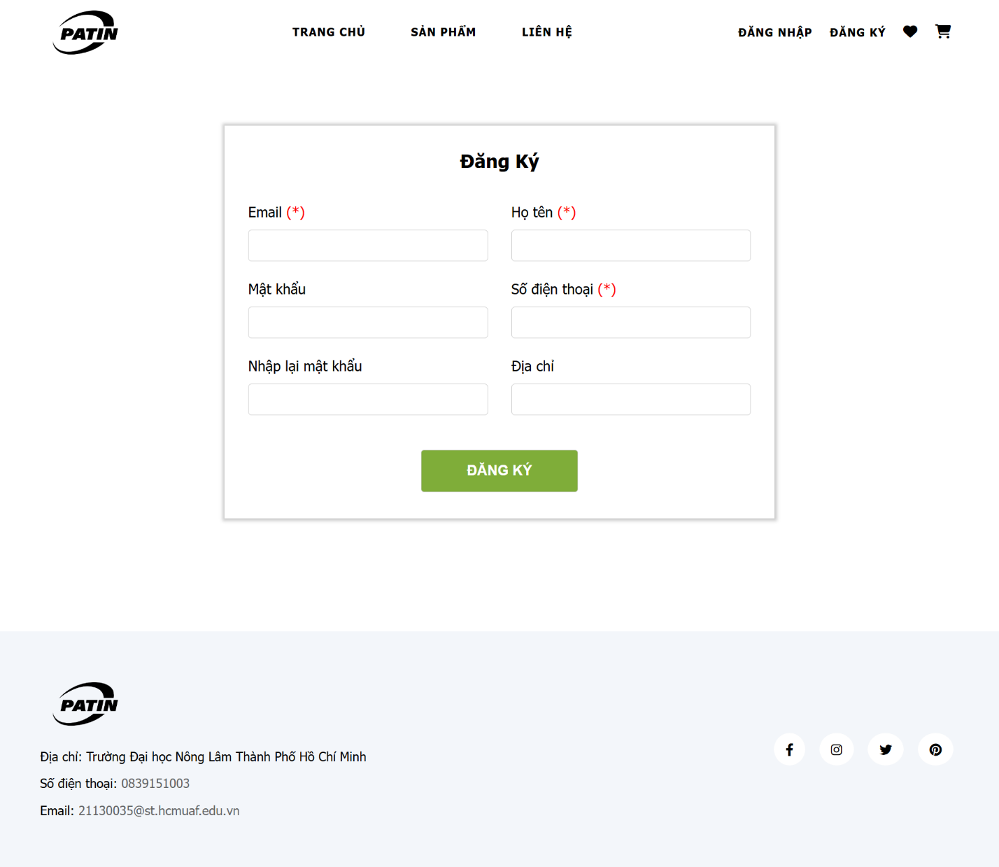 PATIN
TRANG CHỦ SẢN PHẨM LIÊN HỆ ĐĂNG NHẬP ĐĂNG KÝ
Đăng Ký
Email (*) Họ tên (*)
Mật khẩu Số điện thoại (*)
Nhập lại mật khẩu Địa chỉ
ĐĂNG KÝ
PATIN
Địa chỉ: Trường Đại học Nông Lâm Thành Phố Hồ Chí Minh
Số điện thoại: 0839151003
Email: 21130035@st.hcmuaf.edu.vn